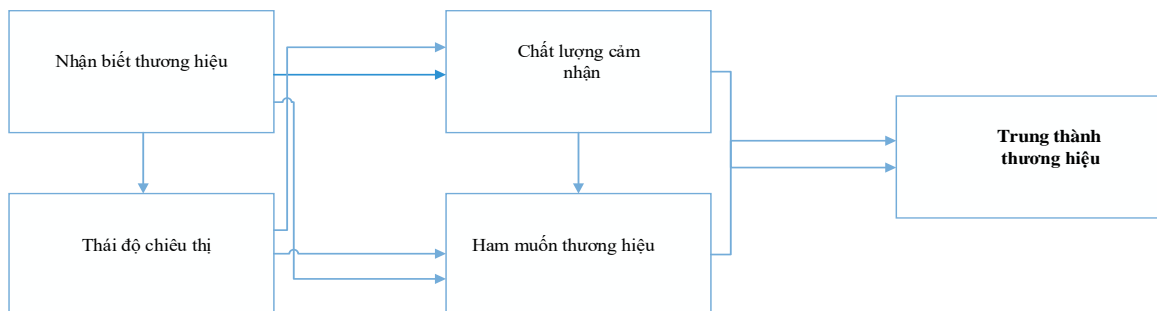 Nhận biết thương hiệu
Chất lượng cảm
nhận
Trung thành
thương hiệu
Thái độ chiêu thị
Ham muốn thương hiệu